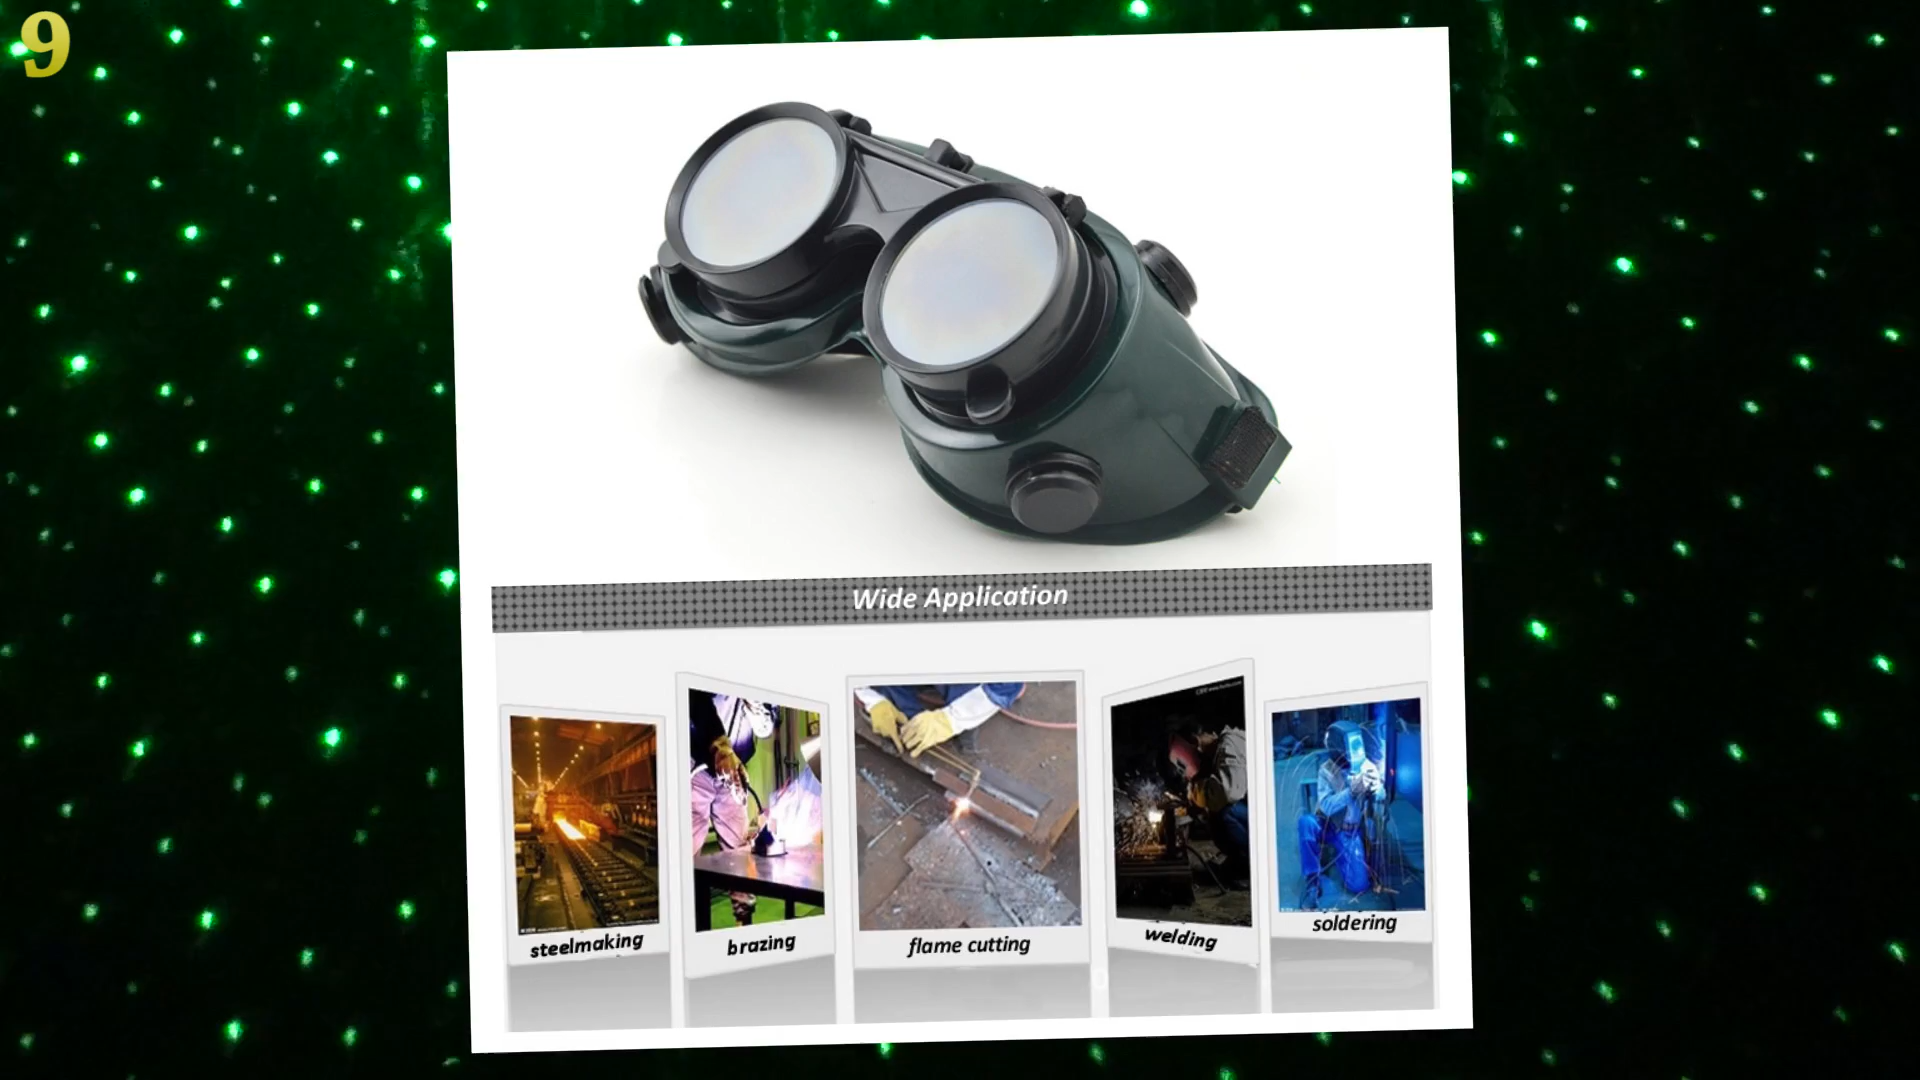 9
Wide Application
steelmaking
brazing
flame cutting
welding
soldering